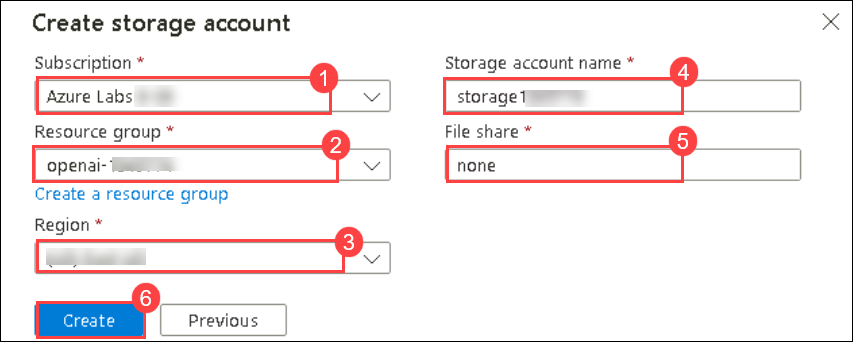 Create storage account
Subscription *
1
Azure Labs
Resource group *
2
openai-1
Create a resource group
Region *
3
Storage account name *
4
storage1
File share *
5
none
6
Create
Previous